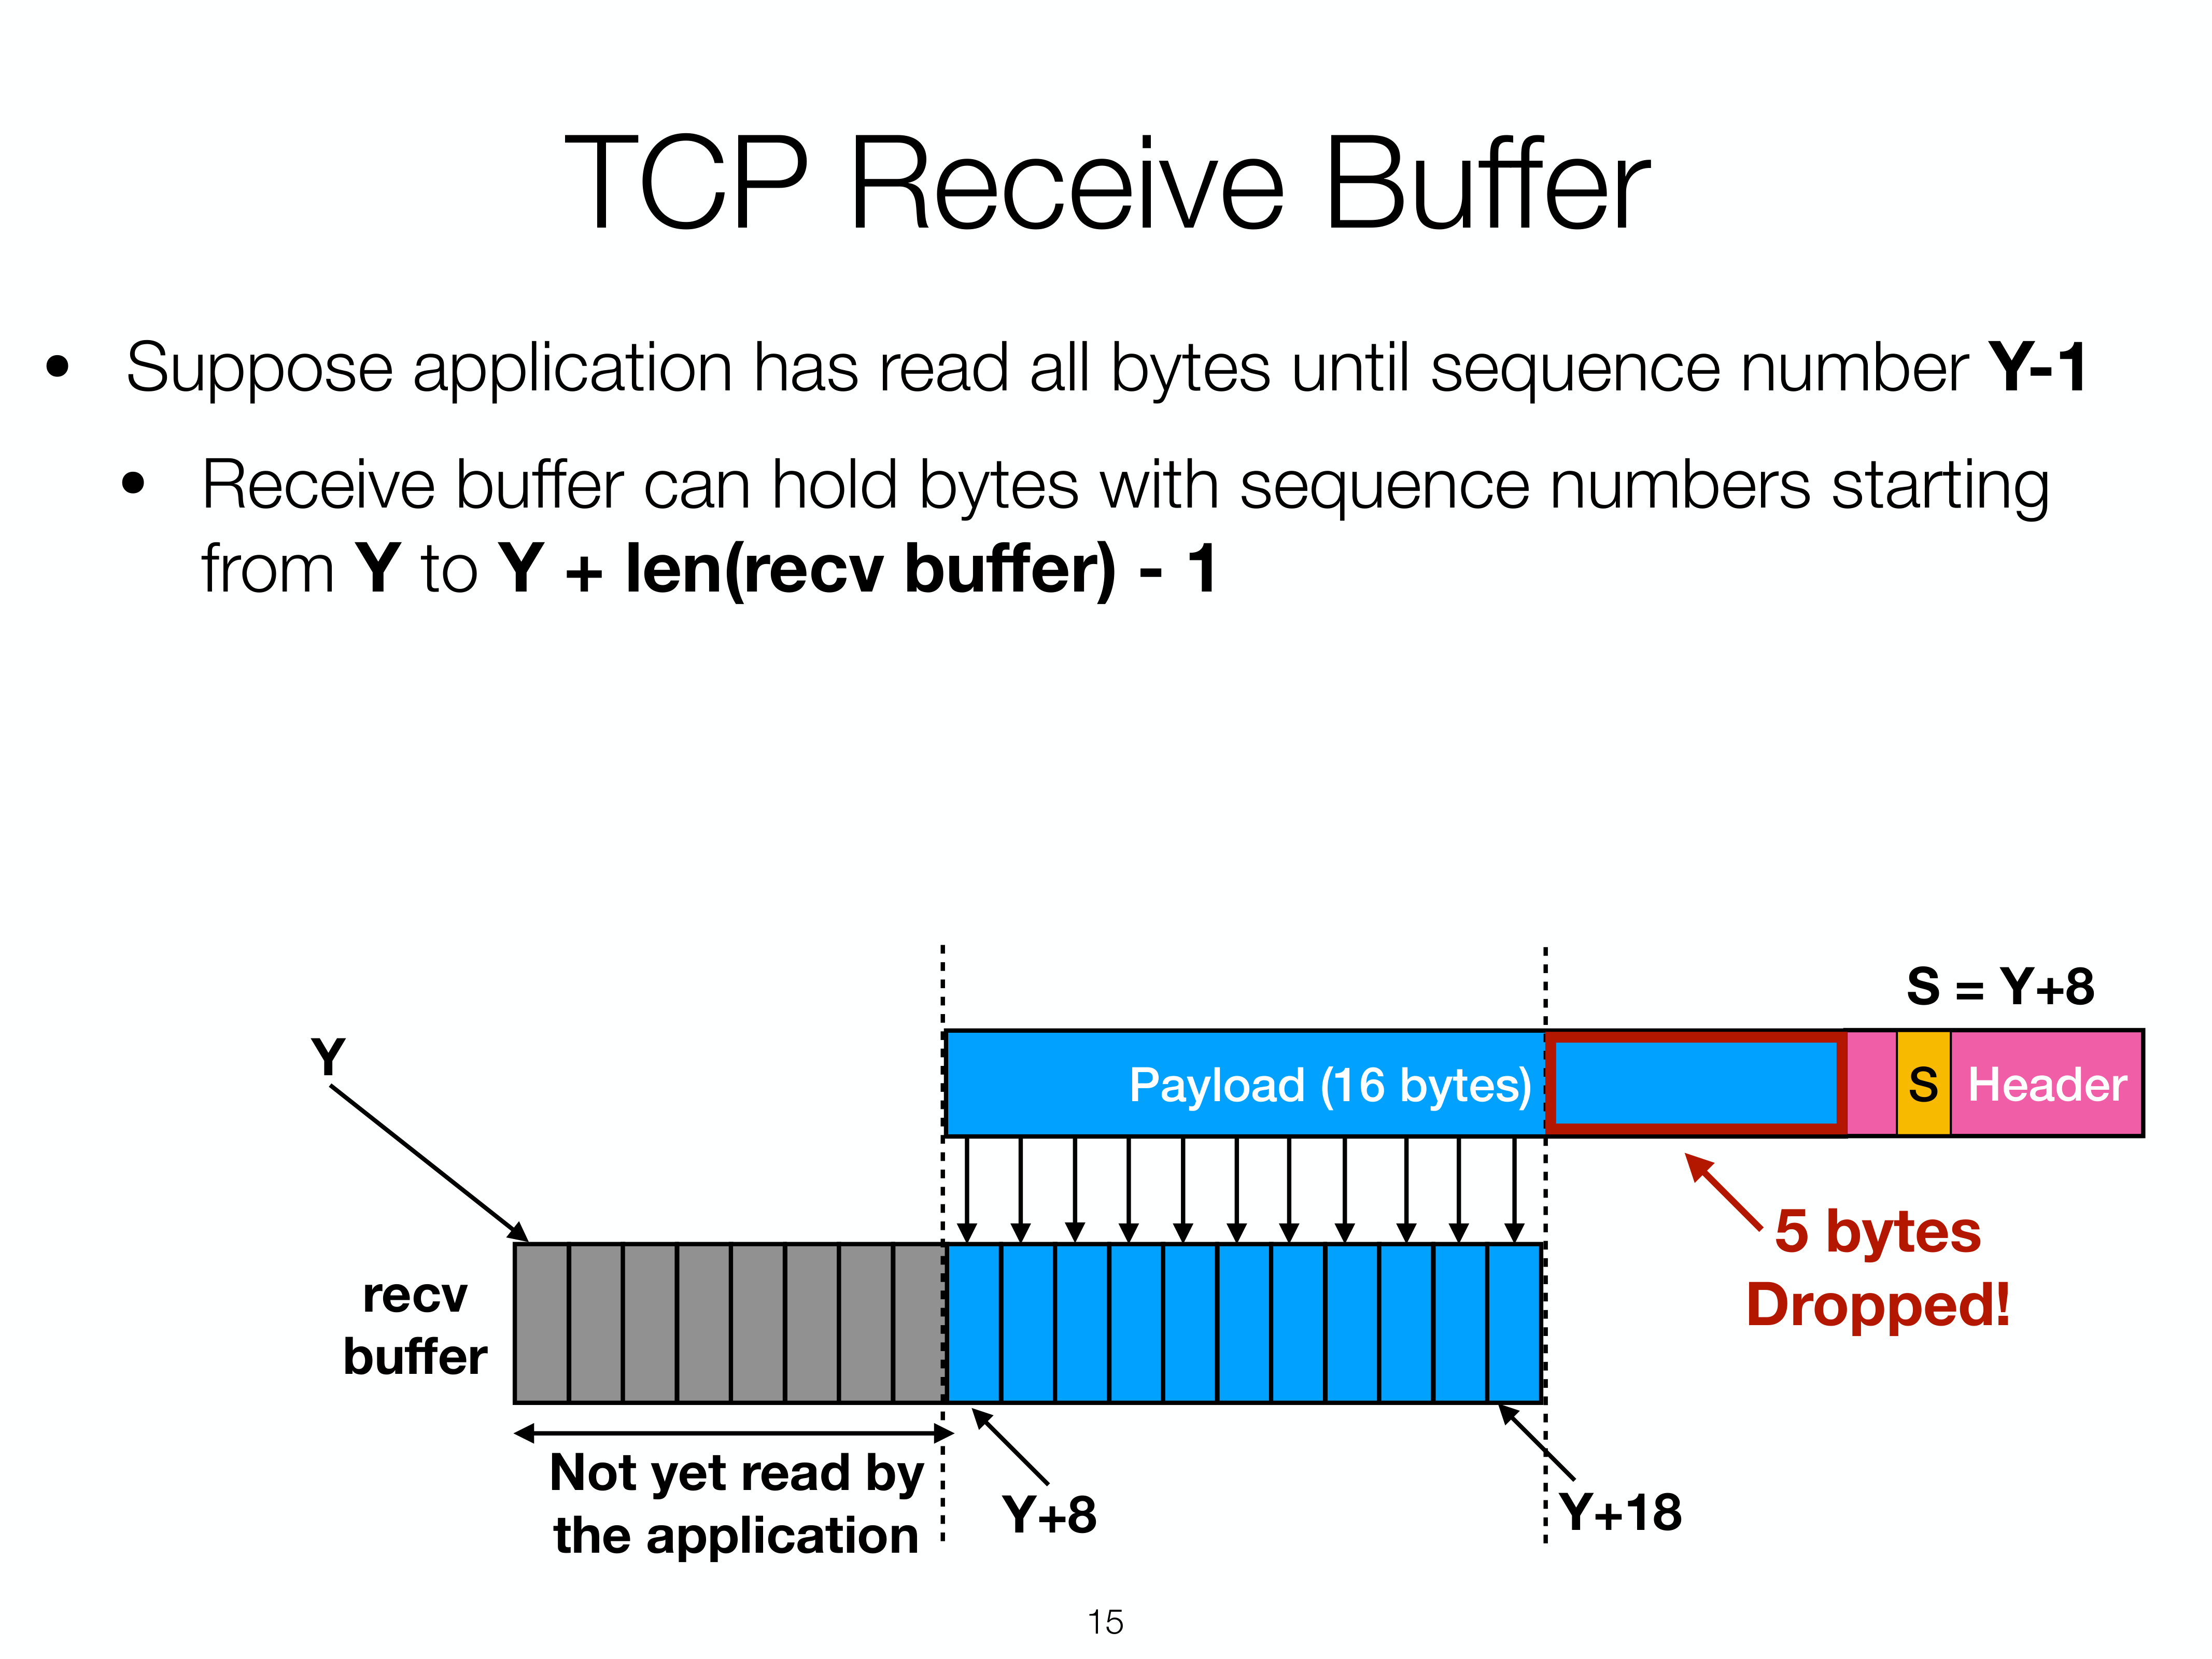 TCP Receive Buffer
• Suppose application has read all bytes until sequence number Y-1
• Receive buffer can hold bytes with sequence numbers starting
from Y to Y + len(recv buffer) - 1
S = Y+8
Y
Payload (16 bytes)
S
Header
5 bytes
Dropped!
recv
buffer
Not yet read by
the application
Y+8
Y+18
15